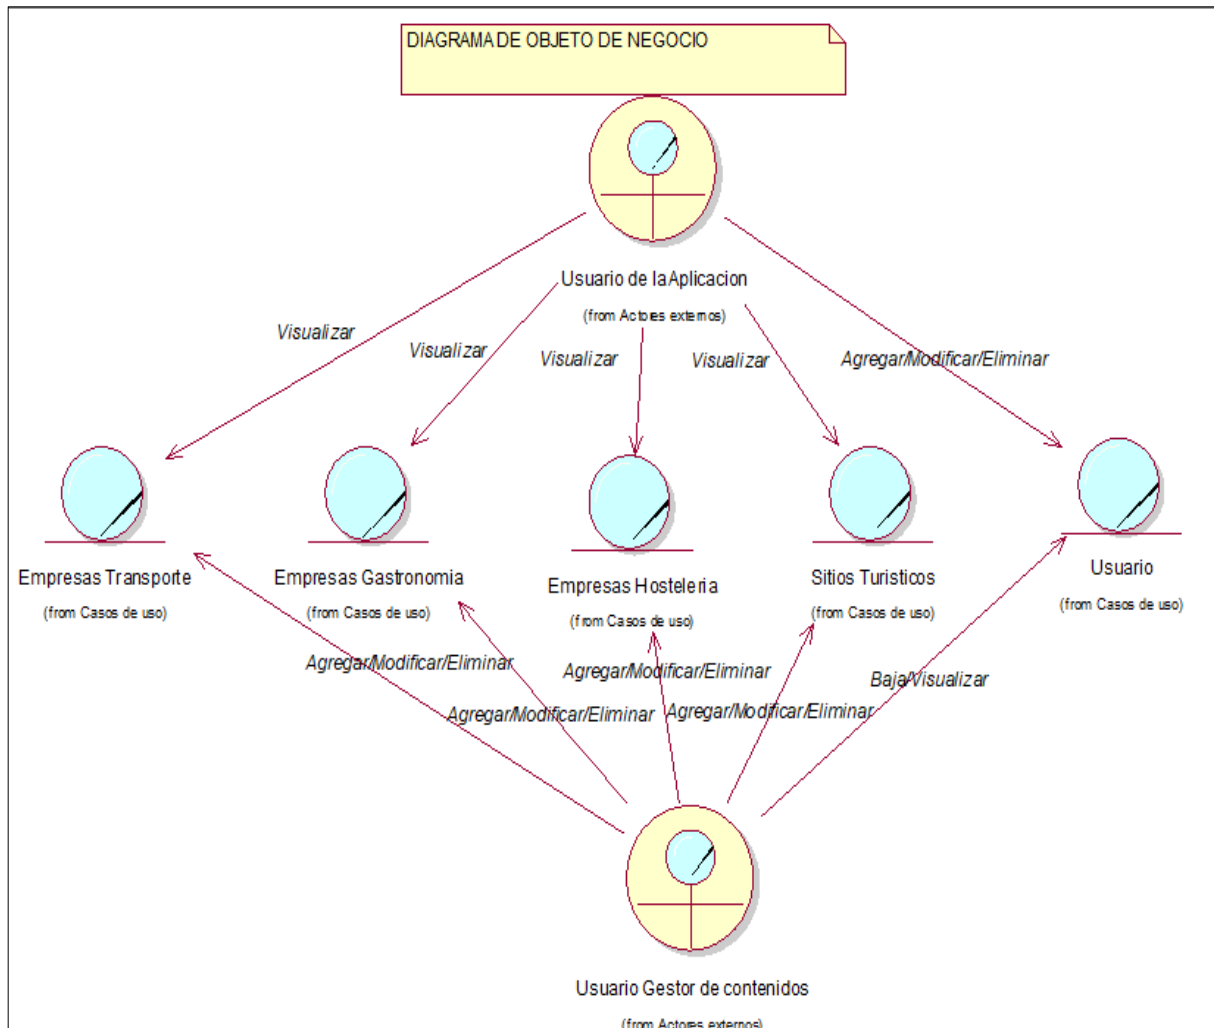 DIAGRAMA DE OBJETO DE NEGOCIO
Usuario de la Aplicacion
(from Actores externos)
Visualizar
Visualizar
Visualizar
Visualizar
Agregar/Modificar/Eliminar
Empresas Transporte
(from Casos de uso)
Empresas Gastronomia
(from Casos de uso)
Empresas Hosteleria
(from Casos de uso)
Sitios Turisticos
(from Casos de uso)
Usuario
(from Casos de uso)
Agregar/Modificar/Eliminar
Agregar/Modificar/Eliminar
Agregar/Modificar/Eliminar
Agregar/Modificar/Eliminar
Baja/Visualizar
Usuario Gestor de contenidos
(from Actores externos)